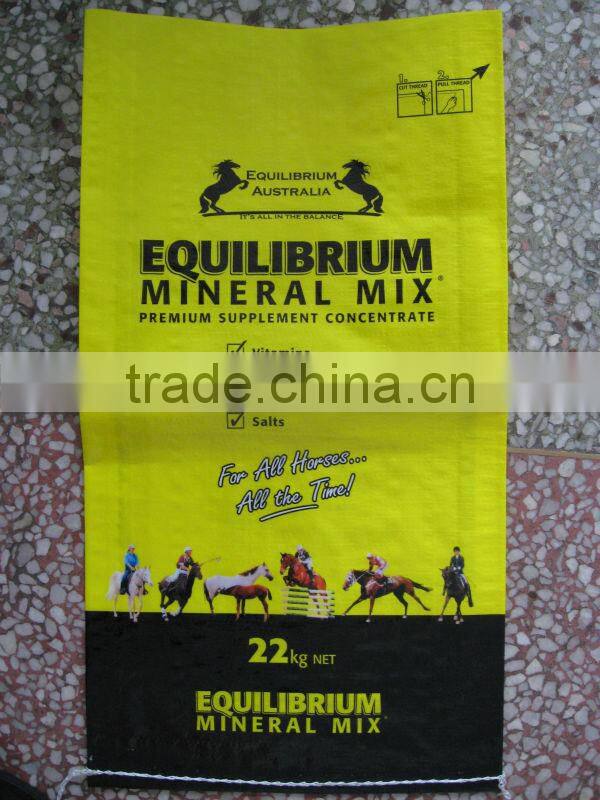 1. 2.
CUT THREAD PULL THREAD
EQUILIBRIUM
AUSTRALIA
IT'S ALL IN THE BALANCE
EQUILIBRIUM
MINERAL MIX®
PREMIUM SUPPLEMENT CONCENTRATE
Vitamins
trade.china.cn
Salts
For All Horses...
All the Time!
22kg NET
EQUILIBRIUM
MINERAL MIX